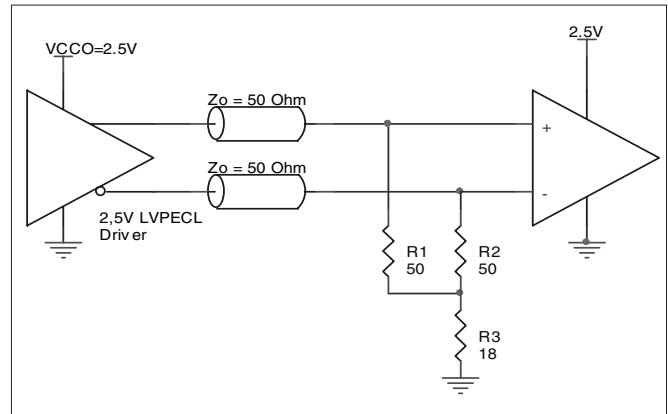 VCCO=2.5V
2.5V
Zo = 50 Ohm
+
Zo = 50 Ohm
-
2,5V LVPECL
Driver
R1
50
R2
50
R3
18